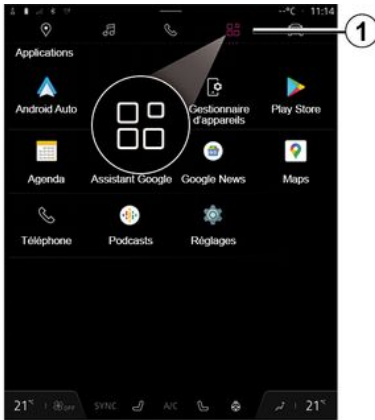 --°C 11:14
1
Applications
Android Auto
Gestionnaire
d'appareils
Play Store
Agenda
Assistant Google
Google News
Maps
Téléphone
Podcasts
Réglages
21°C
OFF
SYNC
A/C
21°C